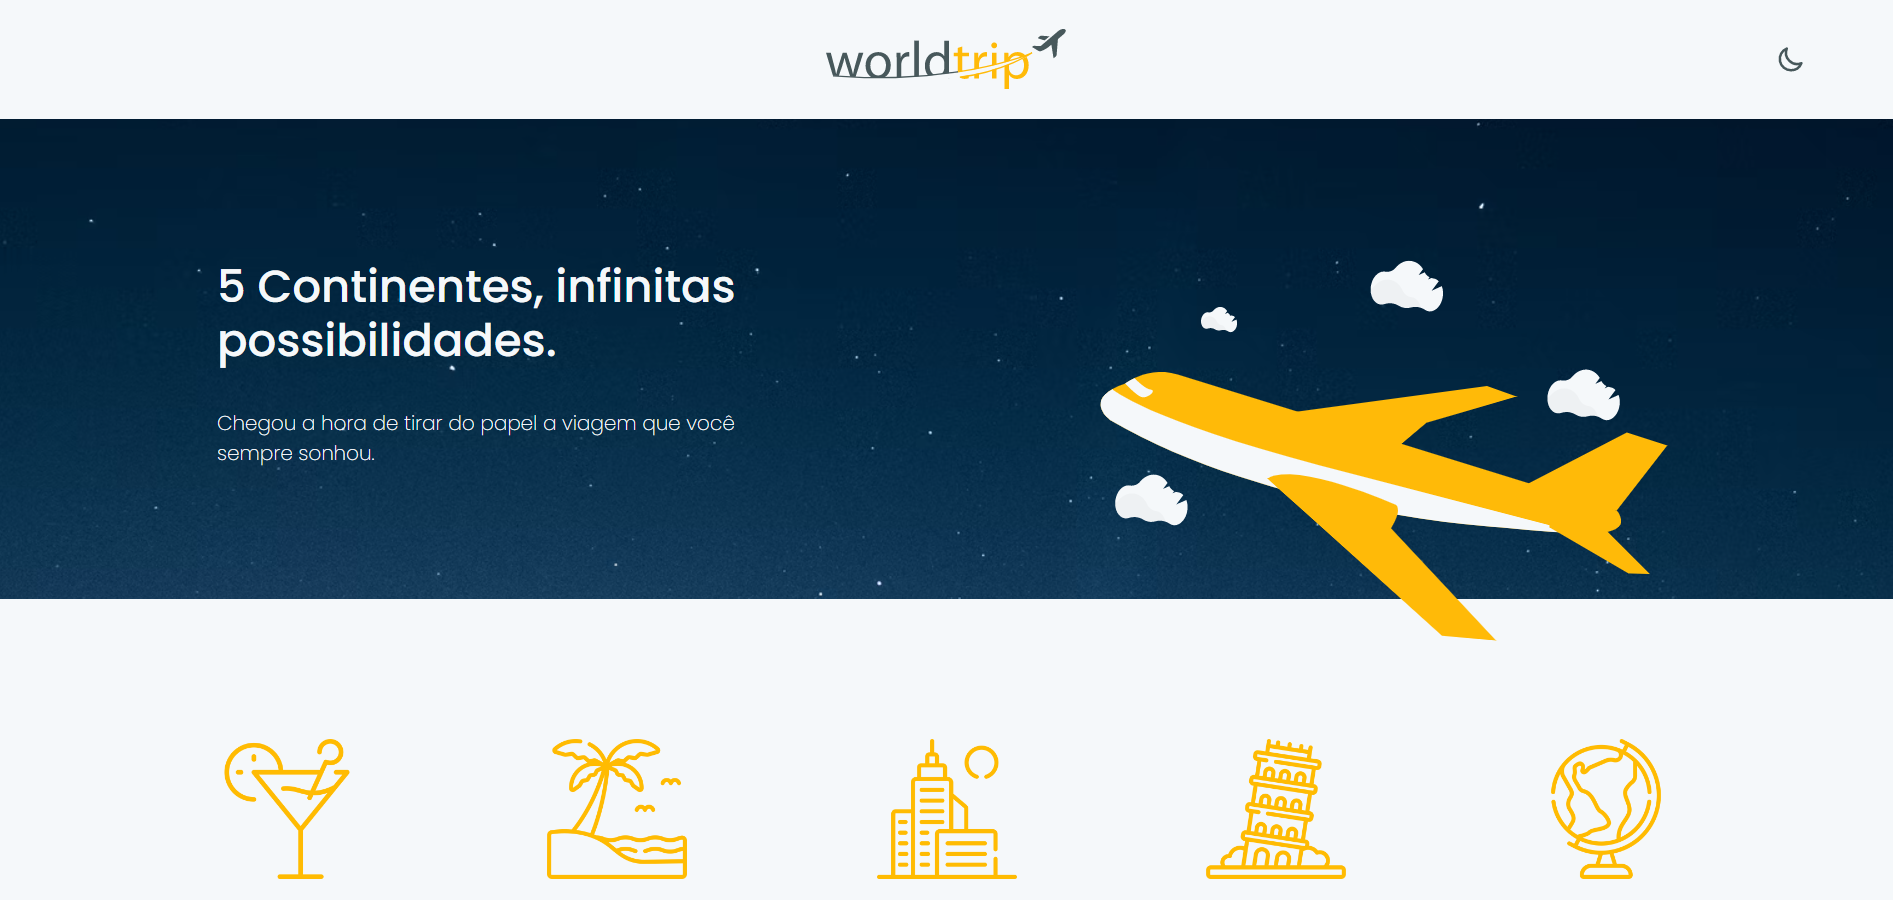 worldtrip
5 Continentes, infinitas
possibilidades.
Chegou a hora de tirar do papel a viagem que você
sempre sonhou.